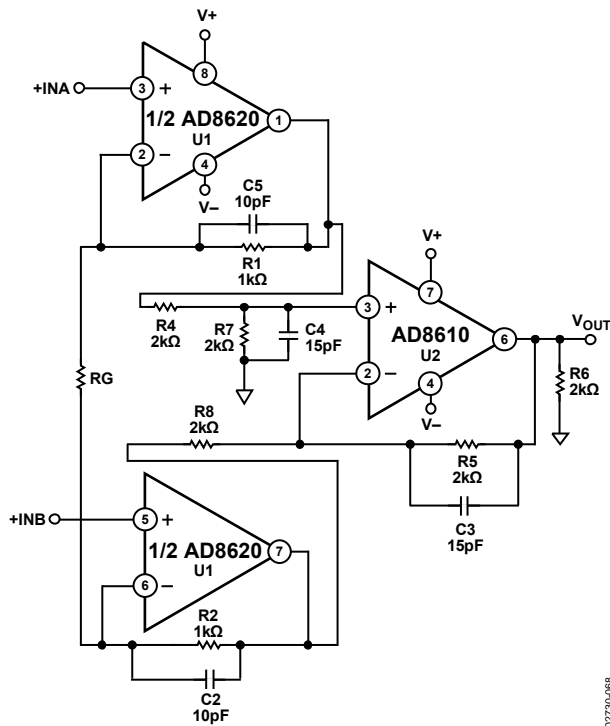 V+
+INA
3
+
8
1/2 AD8620
U1
1
2
–
4
V–
C5
10pF
R1
1kΩ
V+
R4
2kΩ
R7
2kΩ
C4
15pF
3
+
7
AD8610
U2
6
VOUT
2
–
4
V–
R6
2kΩ
RG
R8
2kΩ
R5
2kΩ
C3
15pF
+INB
5
+
1/2 AD8620
U1
7
6
–
R2
1kΩ
C2
10pF
02730-068